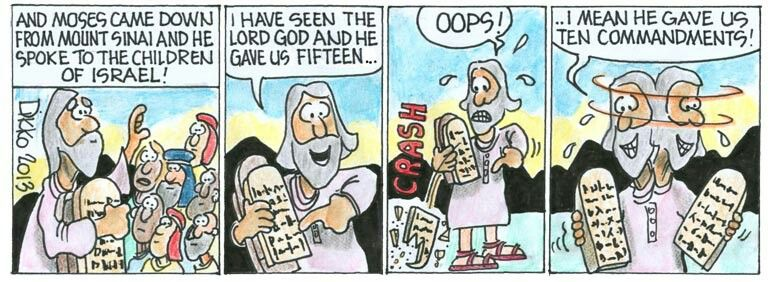 AND MOSES CAME DOWN
FROM MOUNT SINAI AND HE
SPOKE TO THE CHILDREN
OF ISRAEL!
DIKKO 2013
I HAVE SEEN THE
LORD GOD AND HE
GAVE US FIFTEEN...
OOPS!
CRASH
..I MEAN HE GAVE US
TEN COMMANDMENTS!